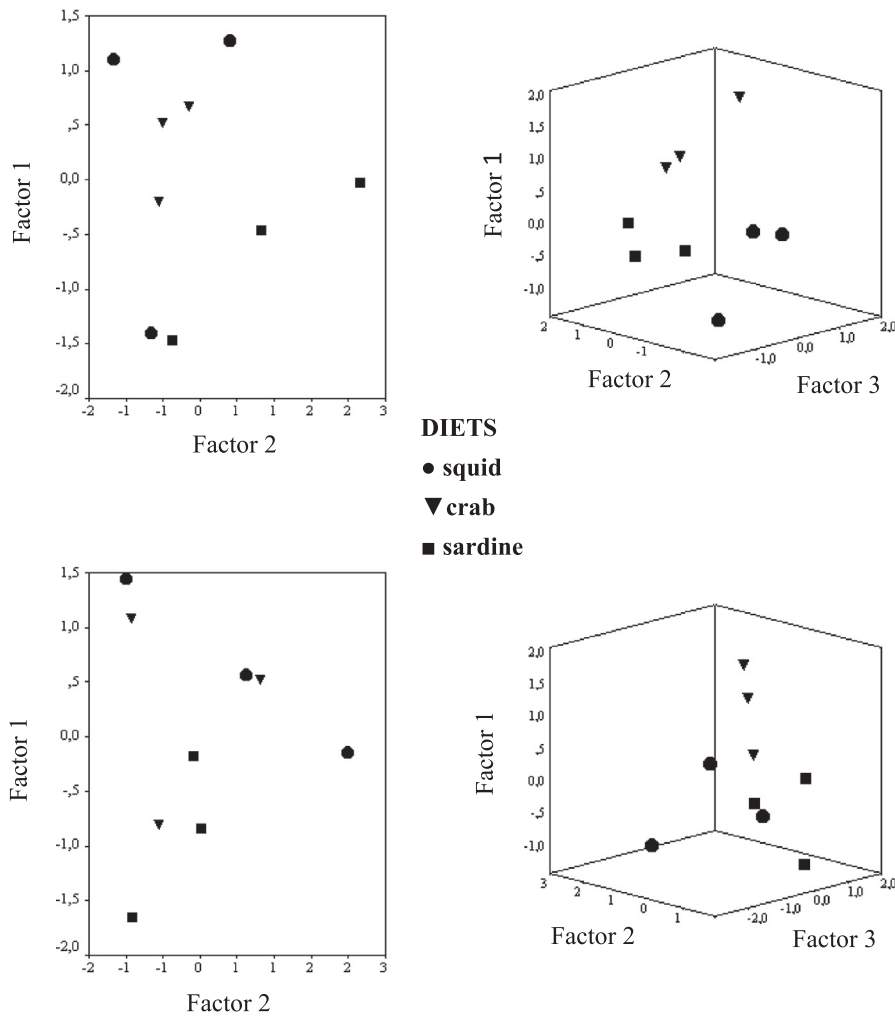 1,5
1,0
,5
0,0
-,5
-1,0
-1,5
-2,0
-2 -1 -1 0 1 1 2 2 3
Factor 1
Factor 2
2,0
1,5
1,0
,5
0,0
-,5
-1,0
2 1 0 -1
-1,0 0,0 1,0 2,0
Factor 1
Factor 2
Factor 3
DIETS
squid
crab
sardine
1,5
1,0
,5
0,0
-,5
-1,0
-1,5
-2,0
-2 -1 -1 0 1 1 2 2 3
Factor 1
Factor 2
2,0
1,5
1,0
,5
0,0
-,5
-1,0
3 2 1 0 1
-2,0 -1,0 0,0 1,0 2,0
Factor 1
Factor 2
Factor 3